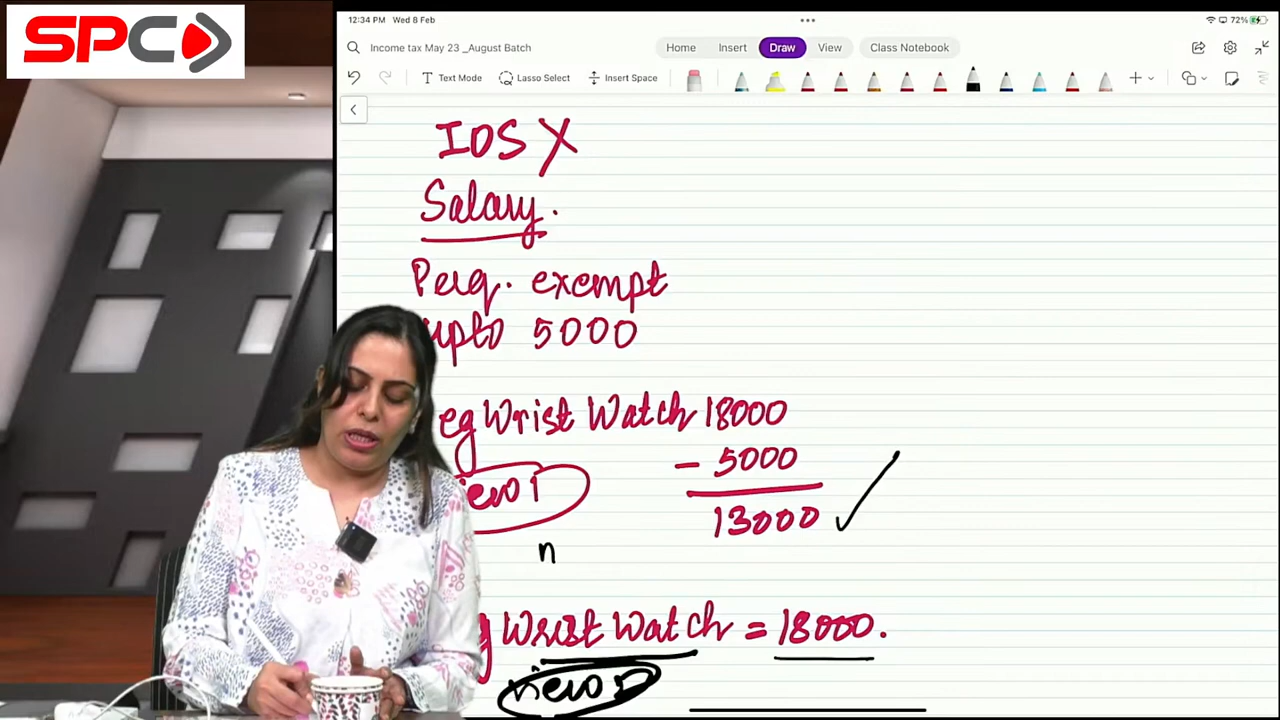 SPC
12:34 PM Wed 8 Feb
72%
Income tax May 23 _August Batch
Home Insert Draw View Class Notebook
Text Mode Lasso Select Insert Space
IOS X
Salary.
Perq. exempt
upto 5000
eg Wrist Watch 18000
- 5000
13000
n
Wrist Watch = 18000.